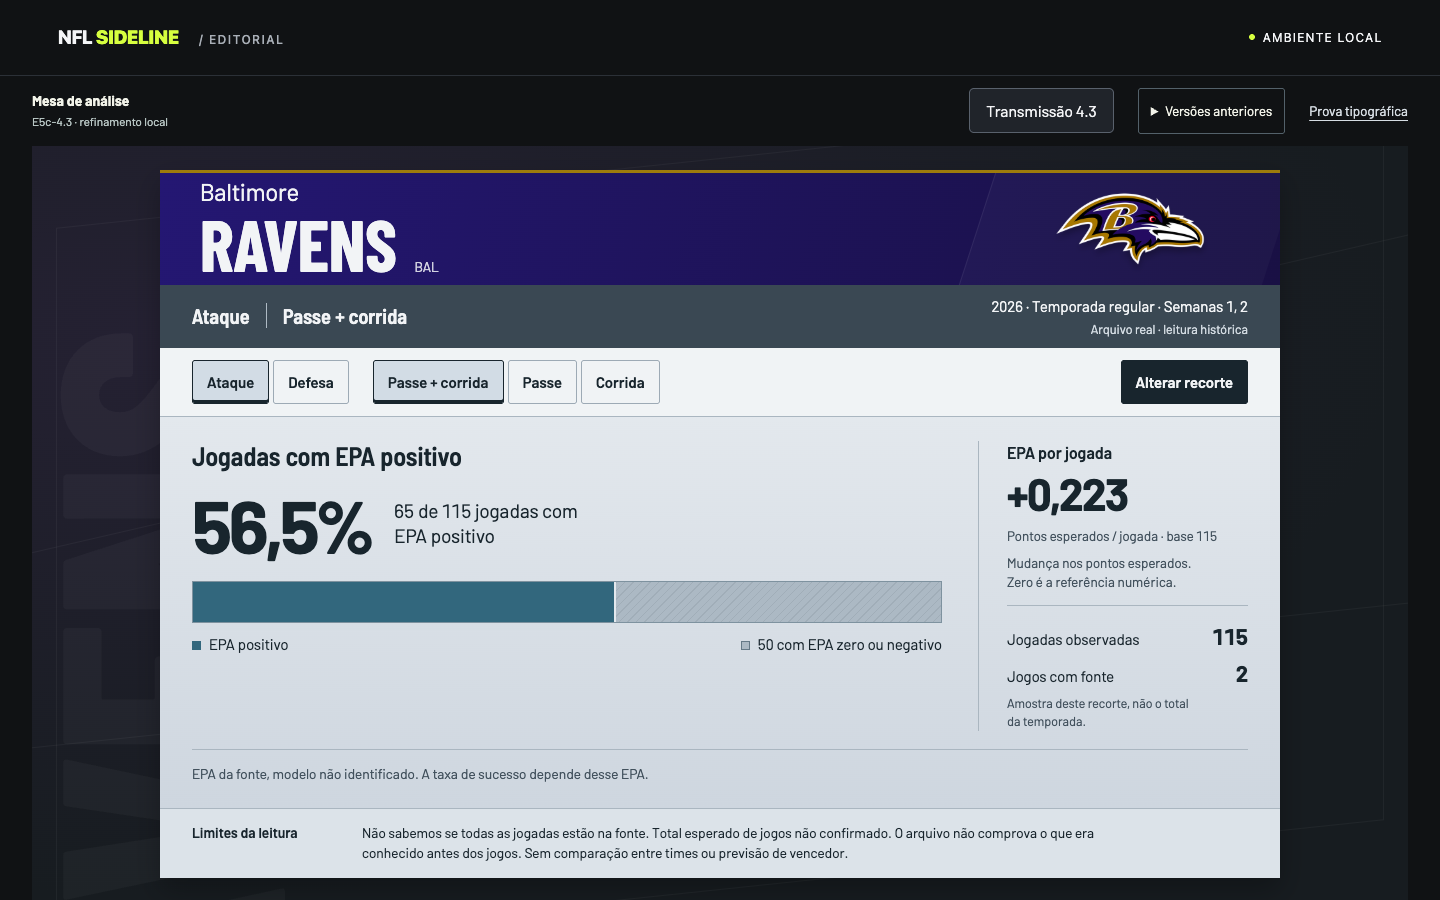 NFL SIDELINE / EDITORIAL
AMBIENTE LOCAL
Mesa de análise
E5c-4.3 · refinamento local
Transmissão 4.3
▶ Versões anteriores
Prova tipográfica
Baltimore
RAVENS BAL
B
Ataque
Passe + corrida
2026 · Temporada regular · Semanas 1, 2
Arquivo real · leitura histórica
Ataque
Defesa
Passe + corrida
Passe
Corrida
Alterar recorte
Jogadas com EPA positivo
56,5%
65 de 115 jogadas com
EPA positivo
EPA positivo
50 com EPA zero ou negativo
EPA por jogada
+0,223
Pontos esperados / jogada · base 115
Mudança nos pontos esperados.
Zero é a referência numérica.
Jogadas observadas 115
Jogos com fonte 2
Amostra deste recorte, não o total
da temporada.
EPA da fonte, modelo não identificado. A taxa de sucesso depende desse EPA.
Limites da leitura
Não sabemos se todas as jogadas estão na fonte. Total esperado de jogos não confirmado. O arquivo não comprova o que era
conhecido antes dos jogos. Sem comparação entre times ou previsão de vencedor.